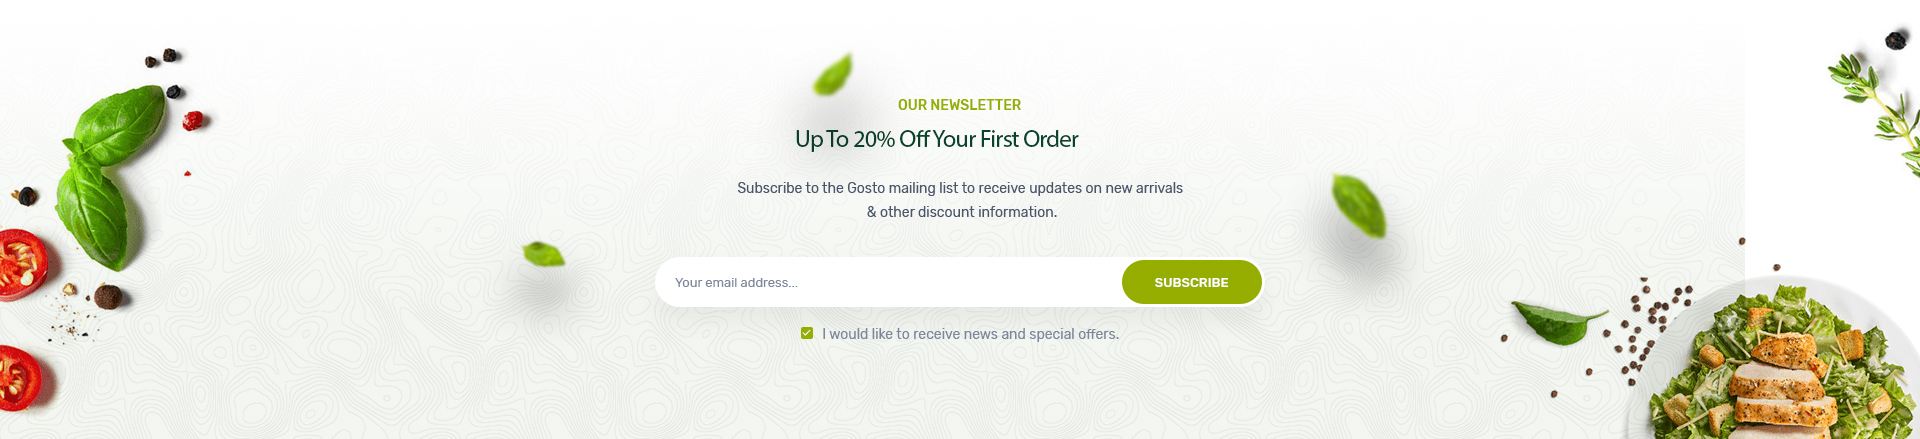 OUR NEWSLETTER
Up To 20% Off Your First Order
Subscribe to the Gosto mailing list to receive updates on new arrivals
& other discount information.
Your email address...
SUBSCRIBE
I would like to receive news and special offers.